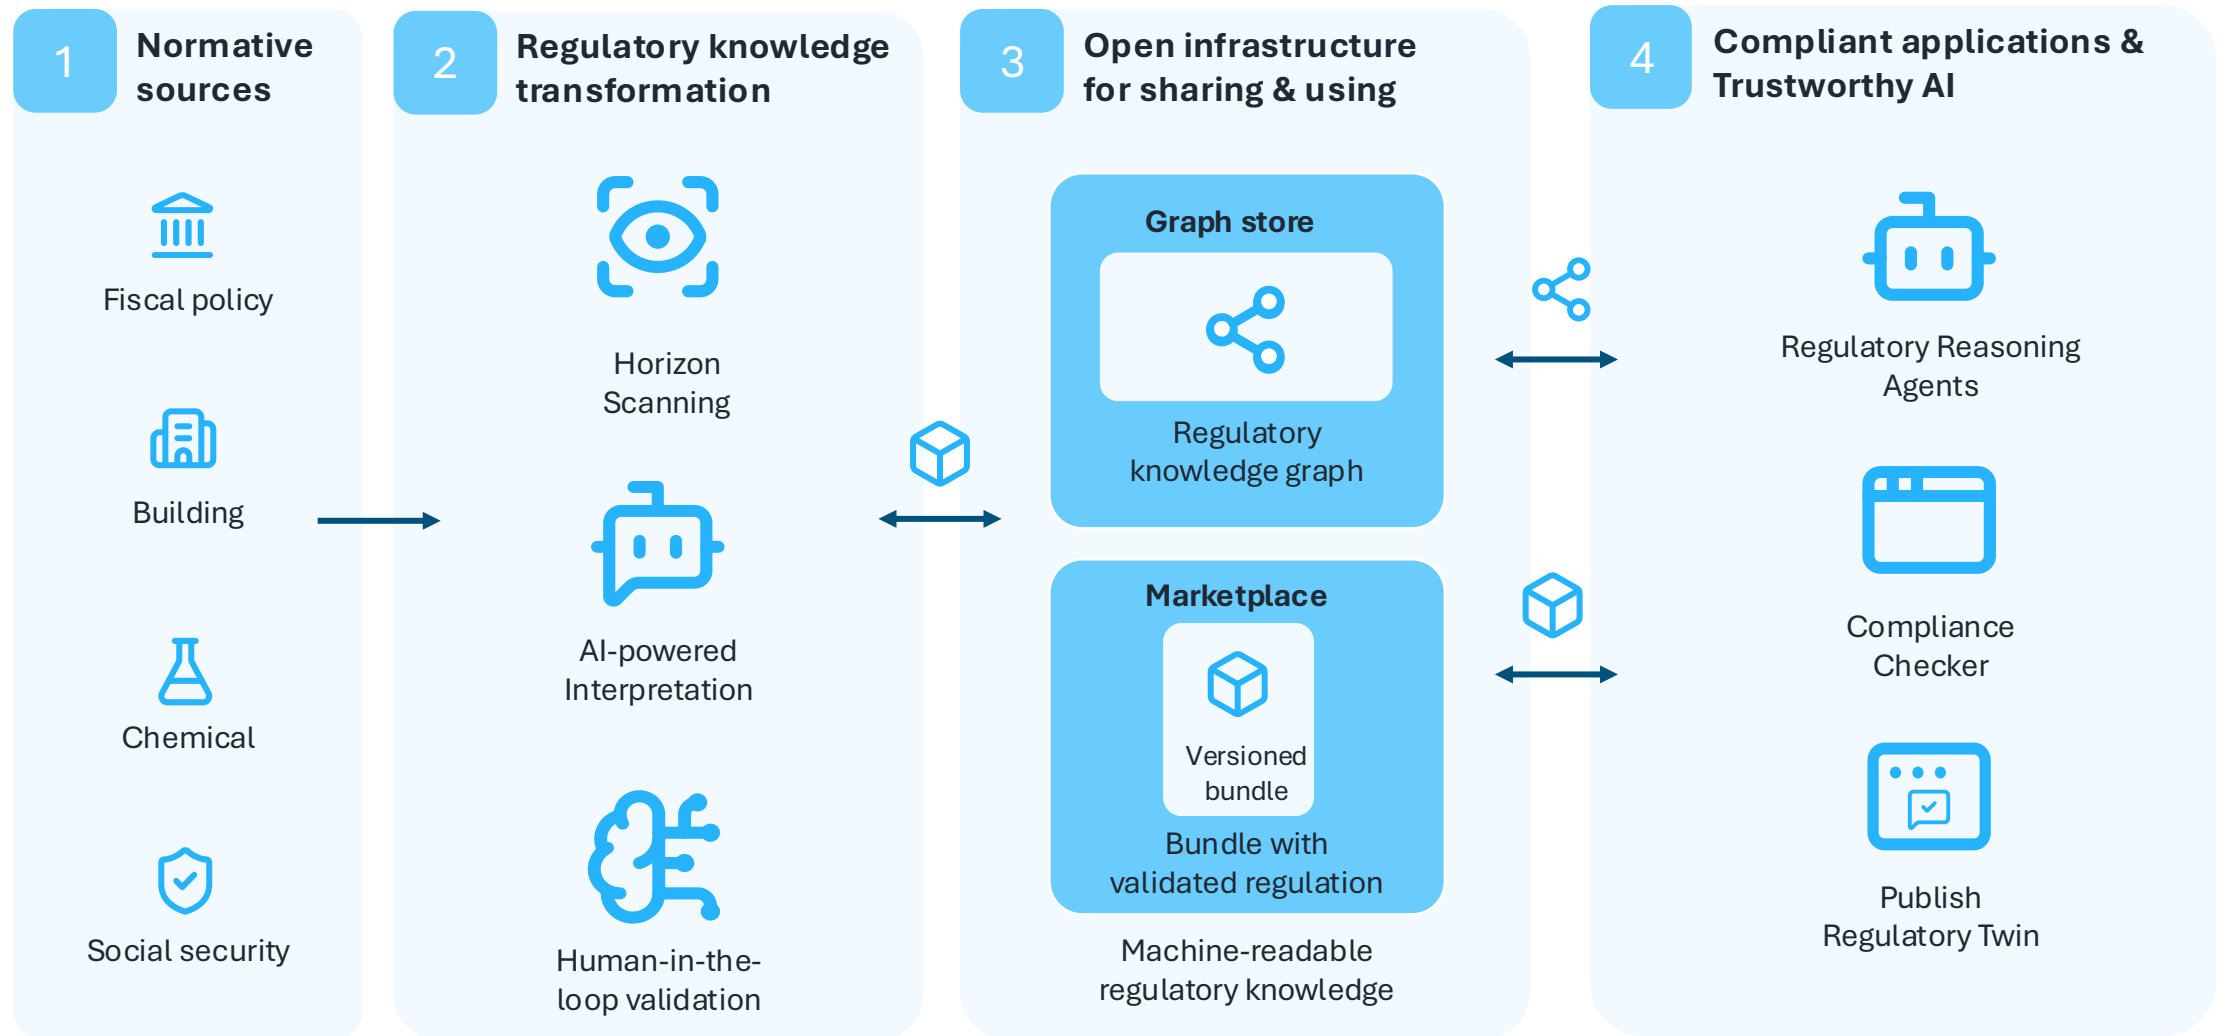 1
Normative
sources
Fiscal policy
Building
Chemical
Social security
2
Regulatory knowledge
transformation
Horizon
Scanning
AI-powered
Interpretation
Human-in-the-
loop validation
3
Open infrastructure
for sharing & using
Graph store
Regulatory
knowledge graph
Marketplace
Versioned
bundle
Bundle with
validated regulation
Machine-readable
regulatory knowledge
4
Compliant applications &
Trustworthy AI
Regulatory Reasoning
Agents
Compliance
Checker
Publish
Regulatory Twin